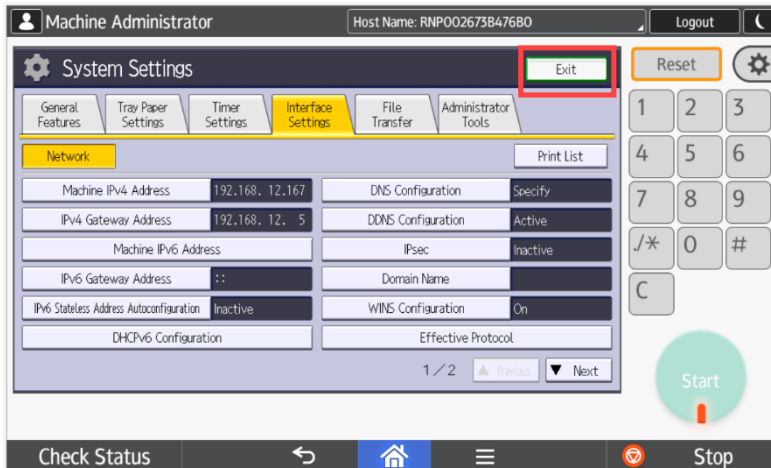 Machine Administrator
Host Name: RNP002673B476B0
Logout
System Settings
Exit
Reset
General Features
Tray Paper Settings
Timer Settings
Interface Settings
File Transfer
Administrator Tools
Network
Print List
Machine IPv4 Address
192.168. 12.167
DNS Configuration
Specify
IPv4 Gateway Address
192.168. 12.  5
DDNS Configuration
Active
Machine IPv6 Address
IPsec
Inactive
IPv6 Gateway Address
::
Domain Name
IPv6 Stateless Address Autoconfiguration
Inactive
WINS Configuration
On
DHCPv6 Configuration
Effective Protocol
1/2
▲ Previous
▼ Next
1
2
3
4
5
6
7
8
9
./*
0
#
C
Start
Check Status
Stop